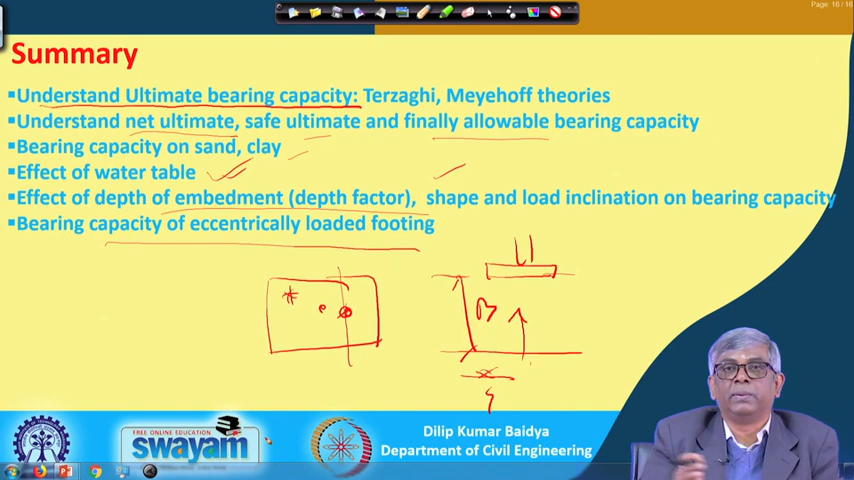 Page: 16 / 16
Summary
▪Understand Ultimate bearing capacity: Terzaghi, Meyehoff theories
▪Understand net ultimate, safe ultimate and finally allowable bearing capacity
▪Bearing capacity on sand, clay
▪Effect of water table
▪Effect of depth of embedment (depth factor), shape and load inclination on bearing capacity
▪Bearing capacity of eccentrically loaded footing
B
FREE ONLINE EDUCATION
swayam
Dilip Kumar Baidya
Department of Civil Engineering